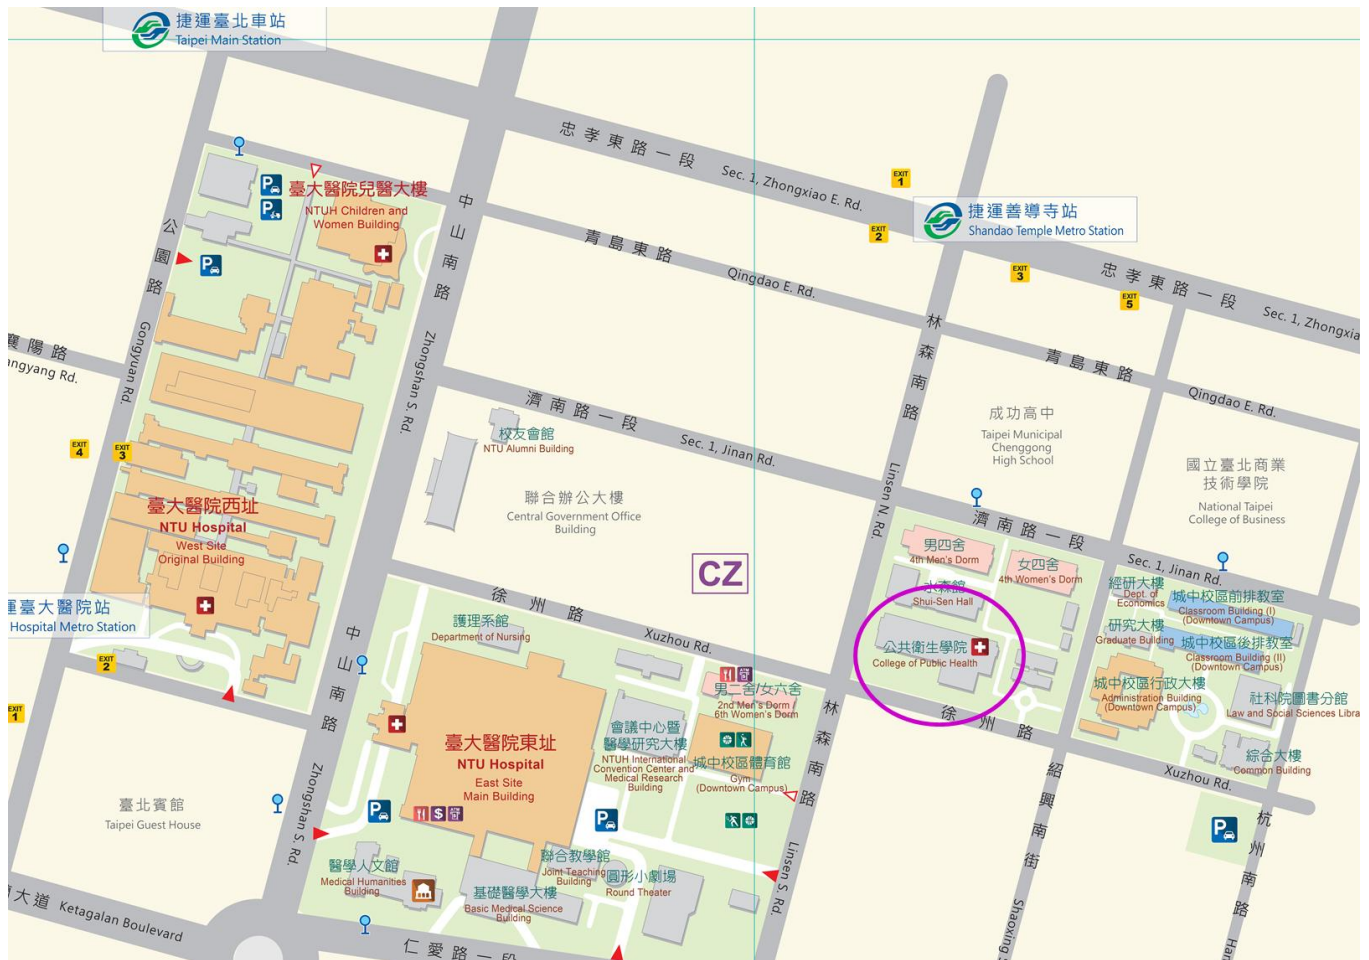 捷運臺北車站
Taipei Main Station
忠孝東路一段
Sec. 1, Zhongxiao E. Rd.
EXIT 1
EXIT 2
捷運善導寺站
Shandao Temple Metro Station
EXIT 3
EXIT 5
忠孝東路一段
Sec. 1, Zhongxia
臺大醫院兒醫大樓
NTUH Children and
Women Building
中山南路
Zhongshan S. Rd.
公園路
Gongyuan Rd.
青島東路
Qingdao E. Rd.
青島東路
Qingdao E. Rd.
林森南路
Linsen N. Rd.
襄陽路
angyang Rd.
濟南路一段
Sec. 1, Jinan Rd.
校友會館
NTU Alumni Building
成功高中
Taipei Municipal
Chenggong
High School
國立臺北商業
技術學院
National Taipei
College of Business
EXIT 4
EXIT 3
臺大醫院西址
NTU Hospital
West Site
Original Building
聯合辦公大樓
Central Government Office
Building
CZ
濟南路一段
Sec. 1, Jinan Rd.
男四舍
4th Men's Dorm
女四舍
4th Women's Dorm
水森館
Shui-Sen Hall
公共衛生學院
College of Public Health
經研大樓
Dept. of
Economics
城中校區前排教室
Classroom Building (I)
(Downtown Campus)
研究大樓
Graduate Building
城中校區後排教室
Classroom Building (II)
(Downtown Campus)
城中校區行政大樓
Administration Building
(Downtown Campus)
社科院圖書分館
Law and Social Sciences Libra
綜合大樓
Common Building
臺大醫院站
Hospital Metro Station
EXIT 2
EXIT 1
徐州路
Xuzhou Rd.
徐州路
Xuzhou Rd.
護理系館
Department of Nursing
中山南路
Zhongshan S. Rd.
男二舍/女六舍
2nd Men's Dorm
6th Women's Dorm
會議中心暨
醫學研究大樓
NTUH International
Convention Center and
Medical Research
Building
城中校區體育館
Gym
(Downtown Campus)
臺大醫院東址
NTU Hospital
East Site
Main Building
林森南路
Linsen S. Rd.
紹興南街
Shaoxing S
杭州南路
Han
臺北賓館
Taipei Guest House
醫學人文館
Medical Humanities
Building
聯合教學館
Joint Teaching
Building
圓形小劇場
Round Theater
基礎醫學大樓
Basic Medical Science
Building
大道 Ketagalan Boulevard
仁愛路一段